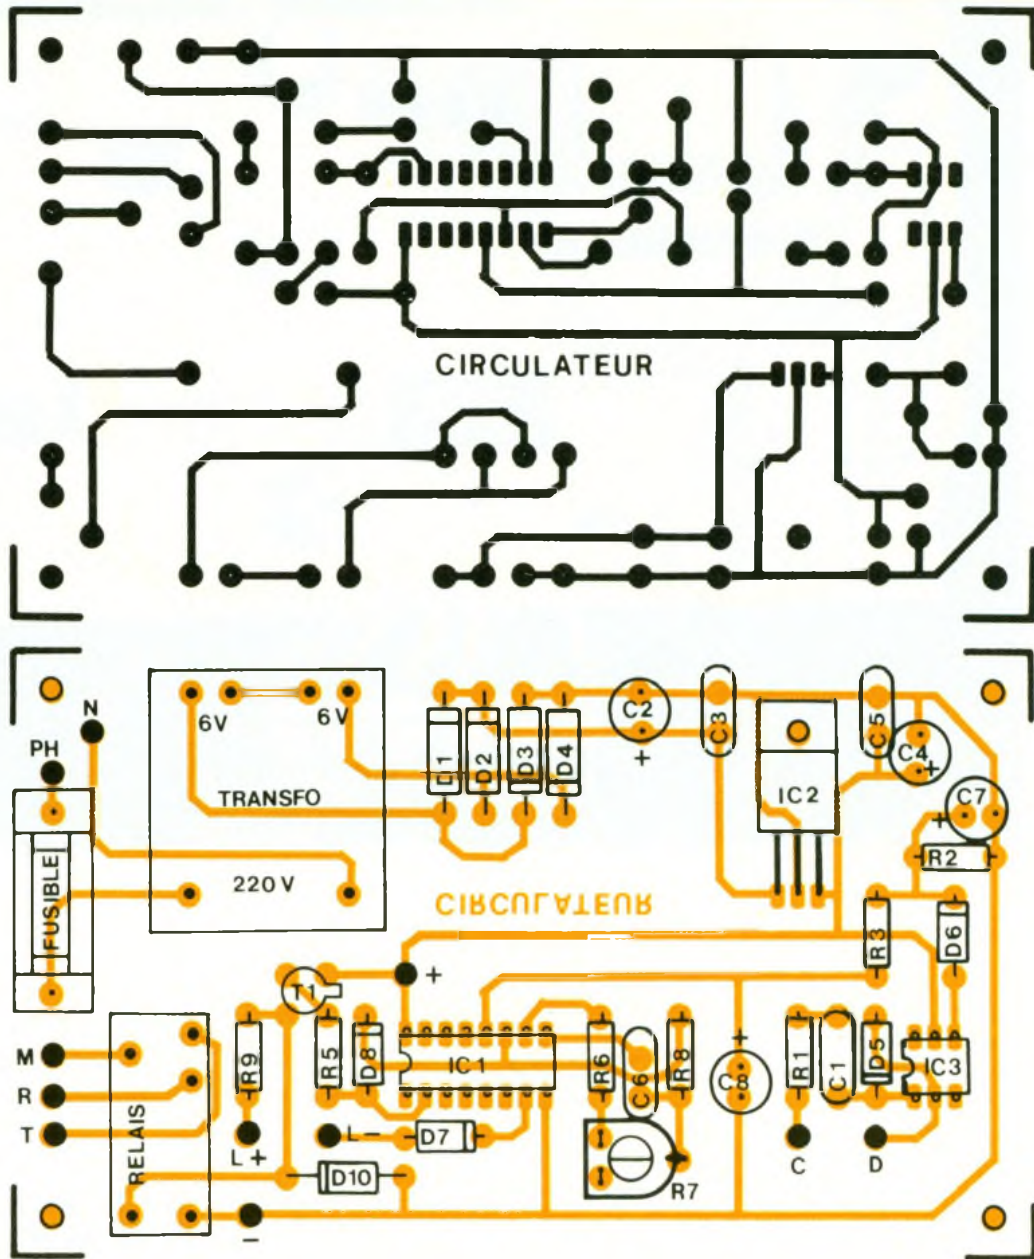 CIRCULATEUR
N
PH
6V
6V
TRANSFO
220 V
FUSIBLE
D1
D2
D3
D4
C2
+
C3
IC2
C5
C4
+
C7
+
R2
CIRCULATEUR
R3
D6
T1
+
M
R
T
RELAIS
R9
R5
D8
IC1
R6
C6
R8
+
C8
R1
C1
D5
IC3
L+
L-
D7
D10
R7
C
D
-